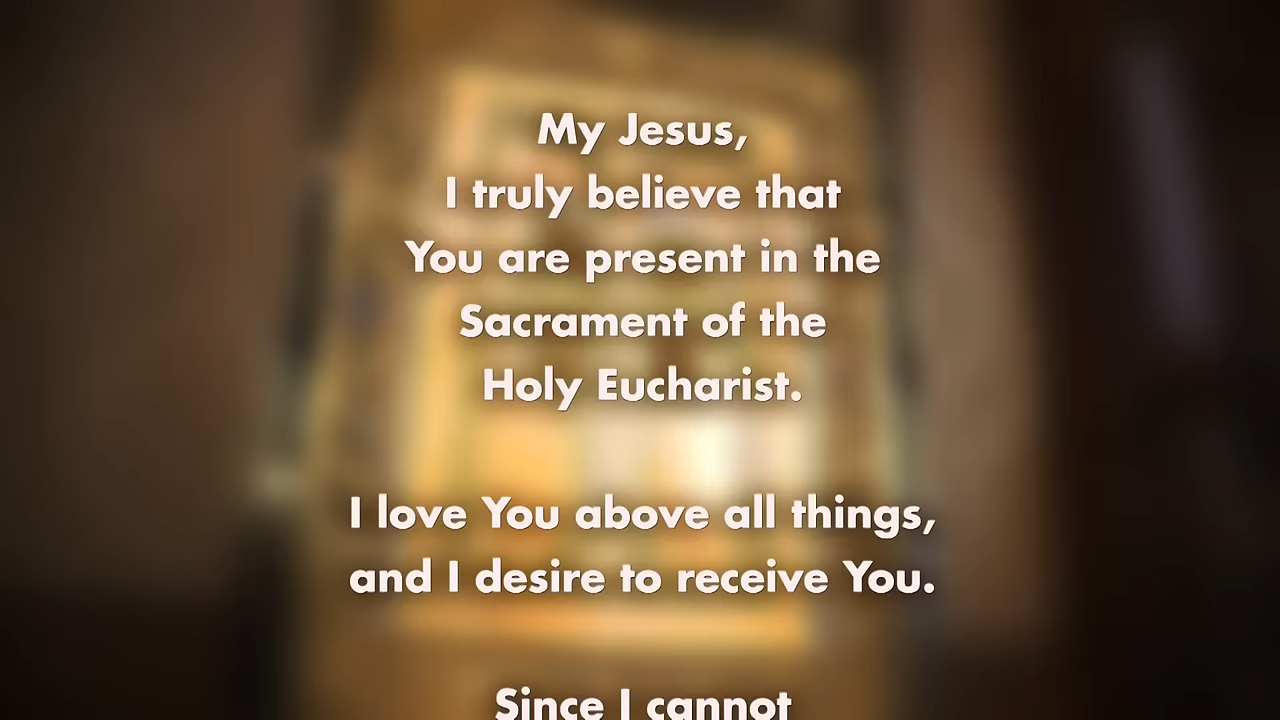 My Jesus,
I truly believe that
You are present in the
Sacrament of the
Holy Eucharist.
I love You above all things,
and I desire to receive You.
Since I cannot